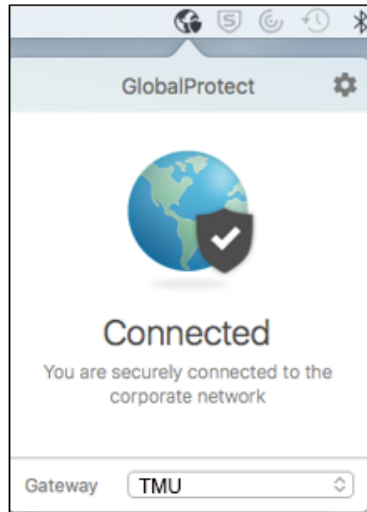 GlobalProtect
Connected
You are securely connected to the
corporate network
Gateway TMU